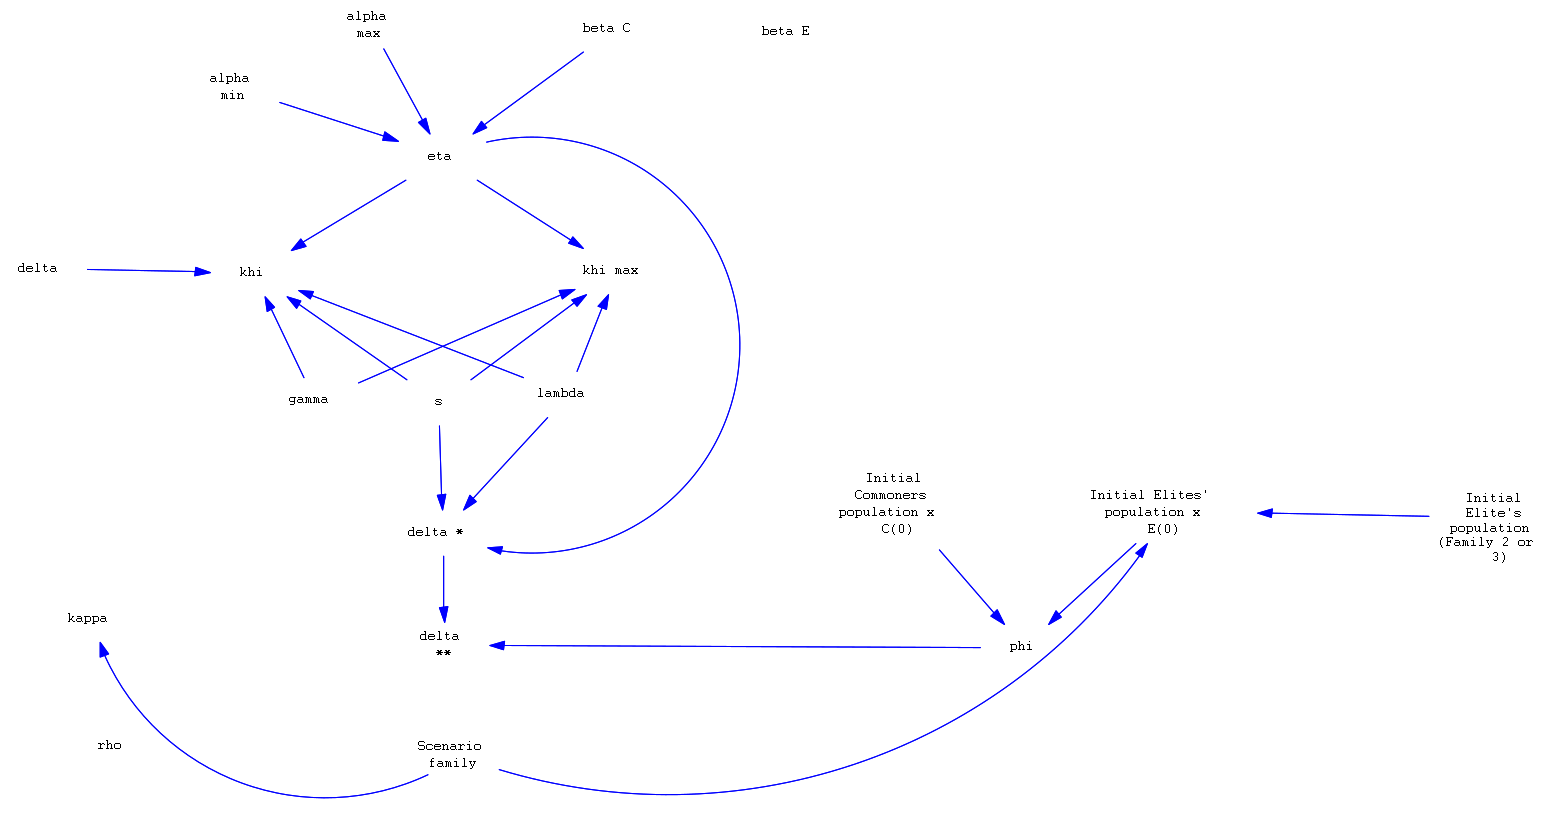 alpha
max
beta C
beta E
alpha
min
eta
delta
khi
khi max
gamma
s
lambda
Initial
Commoners
population x
C(0)
Initial Elites'
population x
E(0)
Initial
Elite's
population
(Family 2 or
3)
delta *
kappa
delta
**
phi
rho
Scenario
family